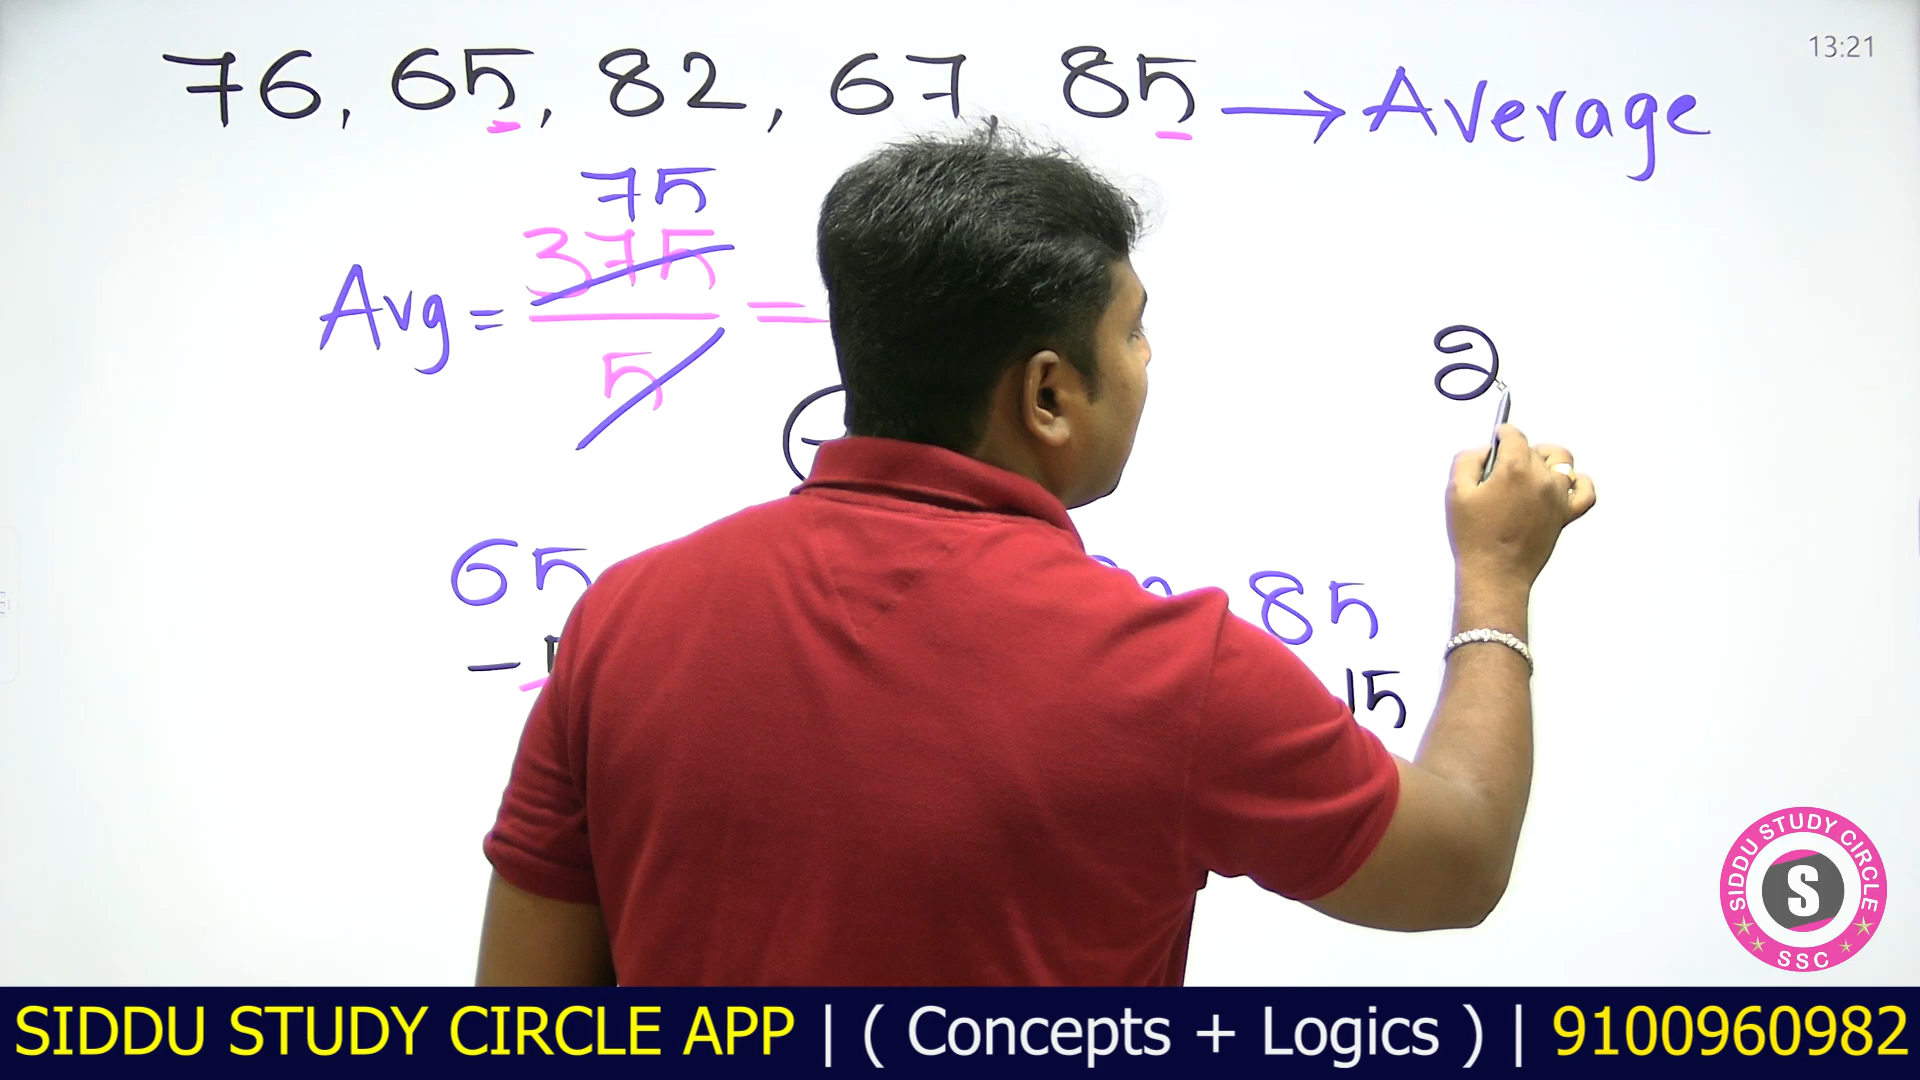 13:21
76, 65, 82, 67, 85 → Average
75
Avg = 375/5 =
65 85
15
SIDDU STUDY CIRCLE
S
SSC
SIDDU STUDY CIRCLE APP | ( Concepts + Logics ) | 9100960982